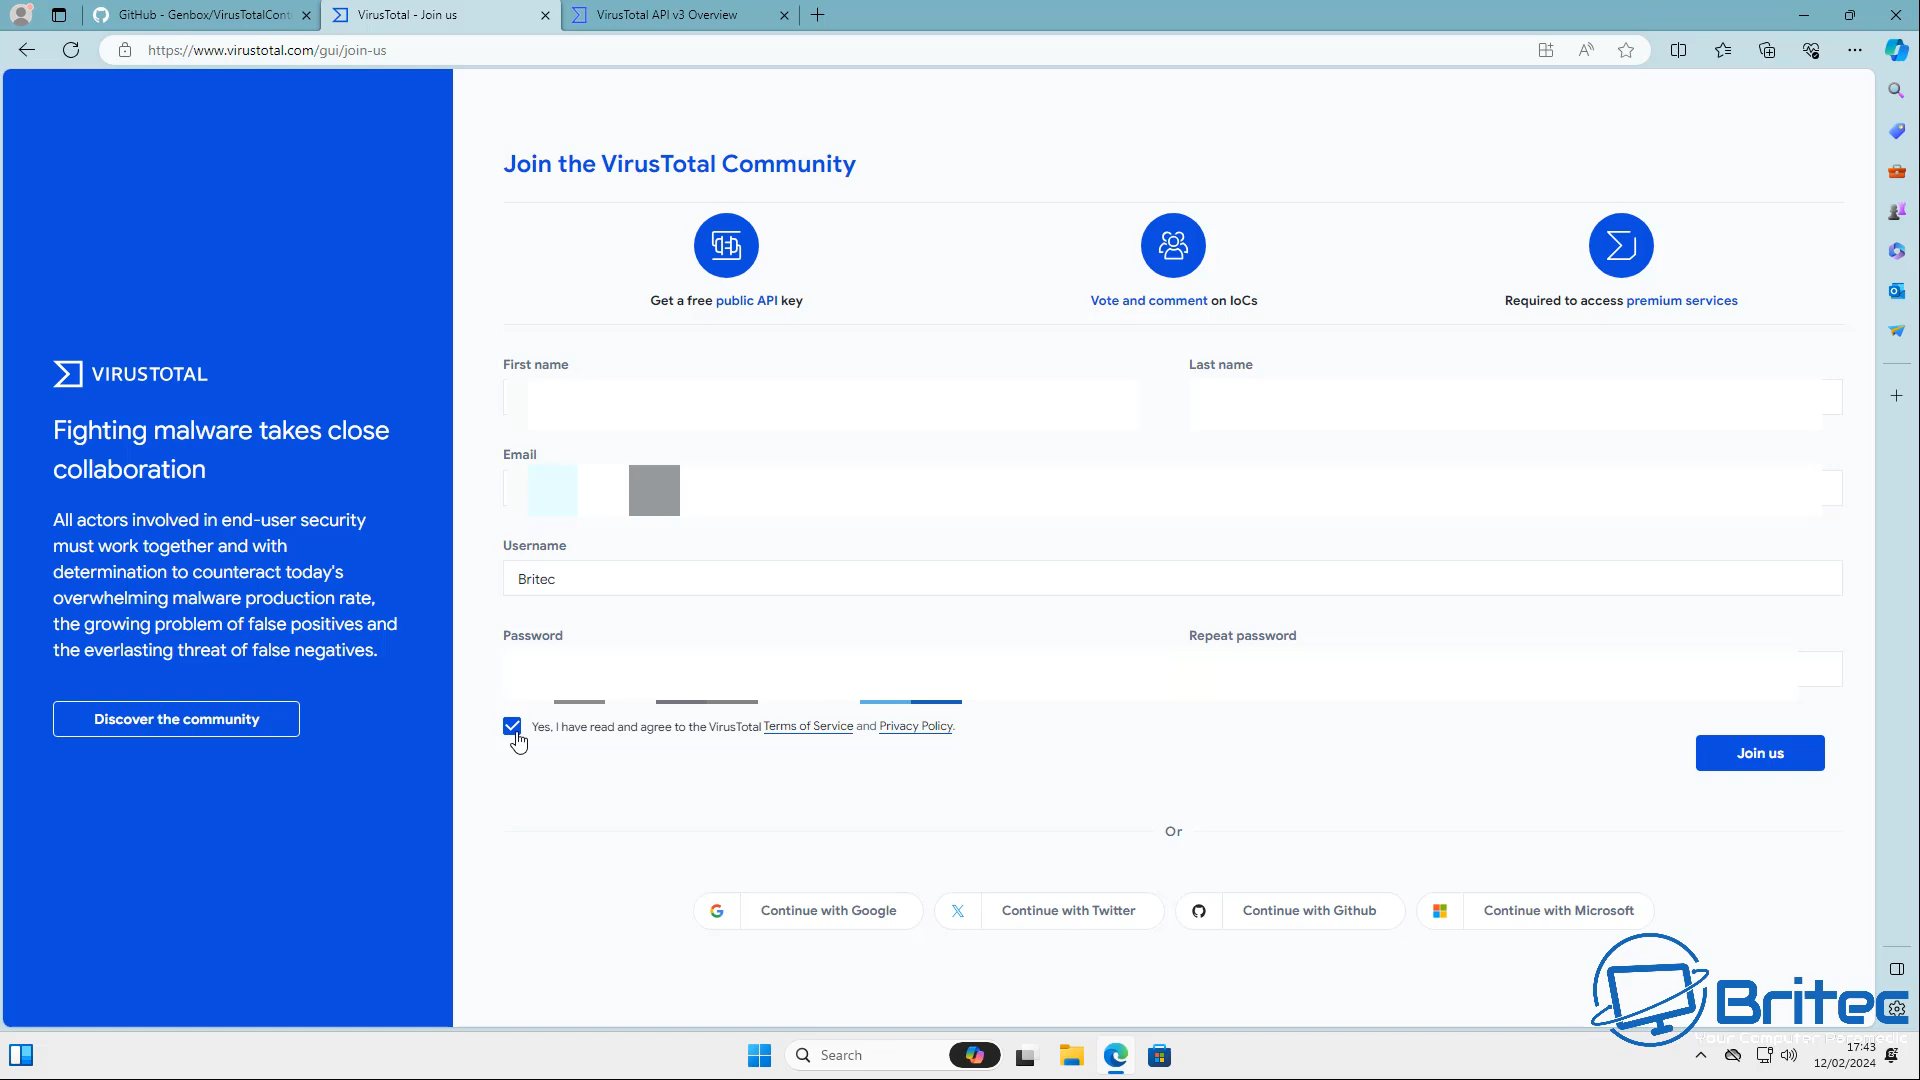 GitHub - Genbox/VirusTotalCont
VirusTotal - Join us
VirusTotal API v3 Overview
https://www.virustotal.com/gui/join-us
Join the VirusTotal Community
Get a free public API key
Vote and comment on IoCs
Required to access premium services
VIRUSTOTAL
Fighting malware takes close
collaboration
All actors involved in end-user security
must work together and with
determination to counteract today's
overwhelming malware production rate,
the growing problem of false positives and
the everlasting threat of false negatives.
Discover the community
First name
Last name
Email
Username
Britec
Password
Repeat password
Yes, I have read and agree to the VirusTotal Terms of Service and Privacy Policy.
Join us
Or
Continue with Google
Continue with Twitter
Continue with Github
Continue with Microsoft
Britec
Your Computer Paramedic
Search
17:43
12/02/2024